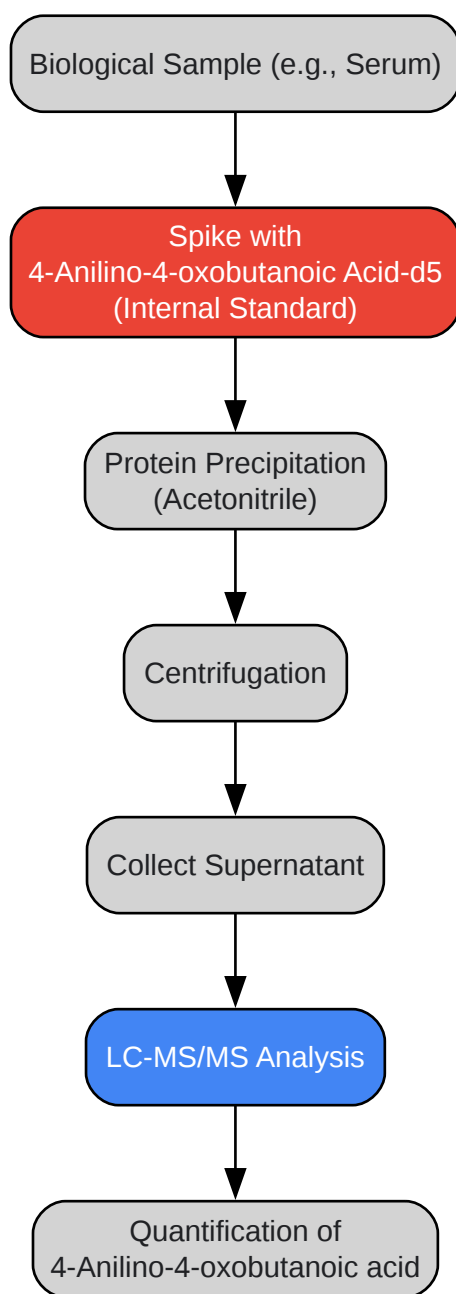 Biological Sample (e.g., Serum)
Spike with
4-Anilino-4-oxobutanoic Acid-d5
(Internal Standard)
Protein Precipitation
(Acetonitrile)
Centrifugation
Collect Supernatant
LC-MS/MS Analysis
Quantification of
4-Anilino-4-oxobutanoic acid